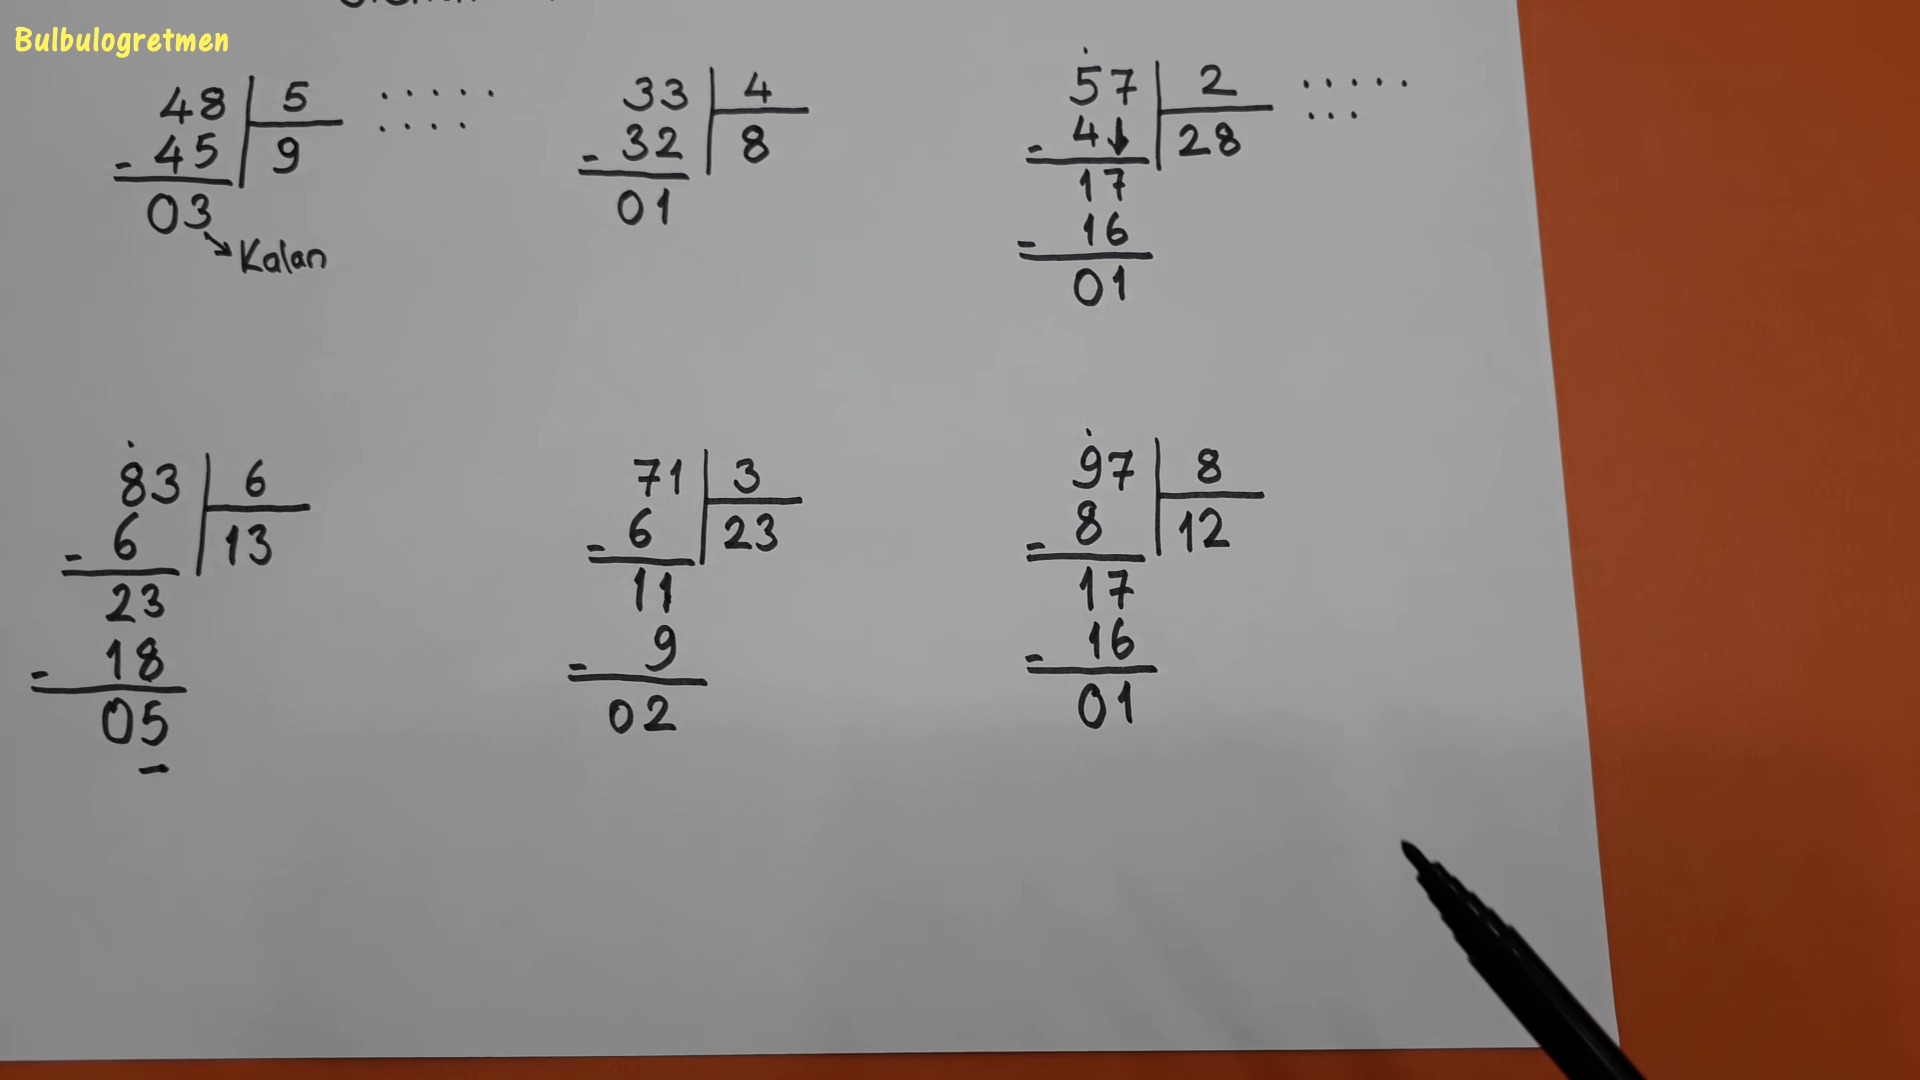 Bulbulogretmen
48 5
- 45 9
03
Kalan
33 4
- 32 8
01
57 2
- 4 28
17
- 16
01
83 6
- 6 13
23
- 18
05
71 3
- 6 23
11
- 9
02
97 8
- 8 12
17
- 16
01